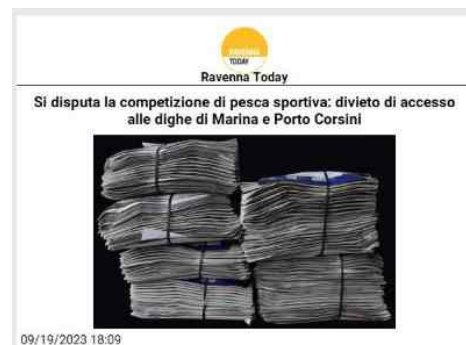 RAVENNA
TODAY
Ravenna Today
Si disputa la competizione di pesca sportiva: divieto di accesso
alle dighe di Marina e Porto Corsini
09/19/2023 18:09